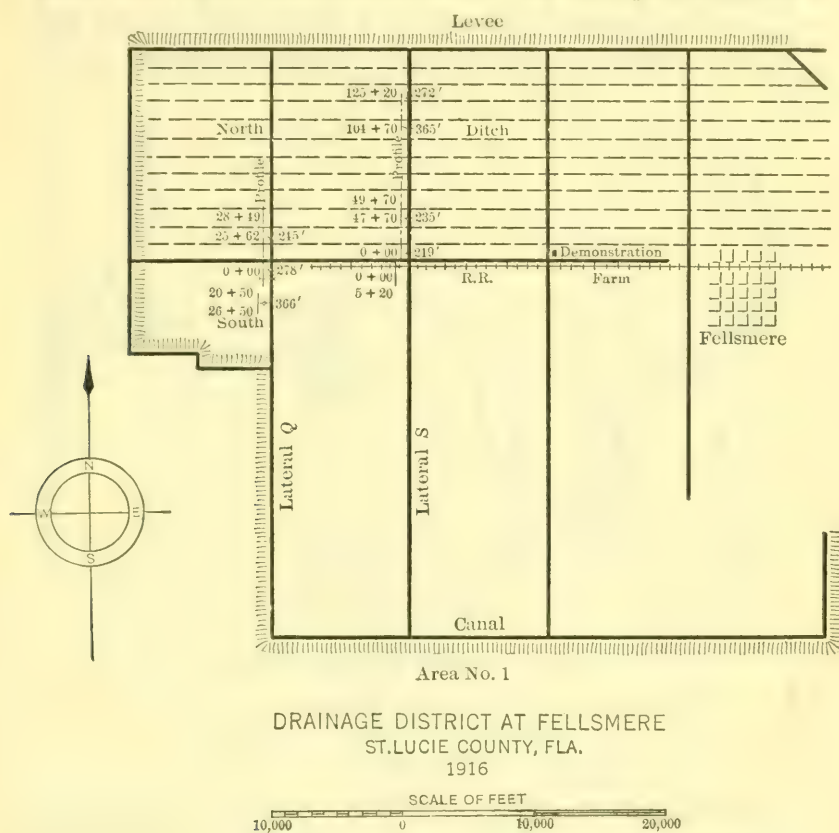 Levee
125 + 20 272'
North 104 + 70 365' Ditch
Profile Profile
49 + 70
28 + 49 47 + 70 235'
25 + 62 245'
0 + 00 219' Demonstration
0 + 00 278' 0 + 00 R.R. Farm
20 + 50 366' 5 + 20
26 + 50
South
Fellsmere
Lateral Q
Lateral S
N
W E
S
Canal
Area No. 1
DRAINAGE DISTRICT AT FELLSMERE
ST. LUCIE COUNTY, FLA.
1916
SCALE OF FEET
10,000 0 10,000 20,000